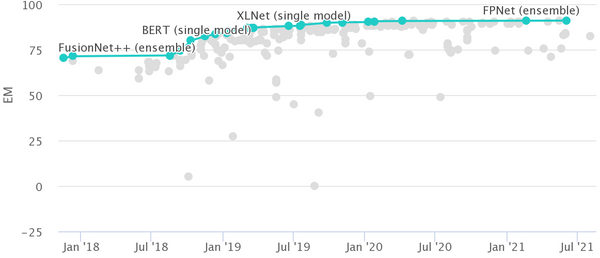 100
75
50
25
0
-25
EM
FusionNet++ (ensemble)
BERT (single model)
XLNet (single model)
FPNet (ensemble)
Jan '18
Jul '18
Jan '19
Jul '19
Jan '20
Jul '20
Jan '21
Jul '21